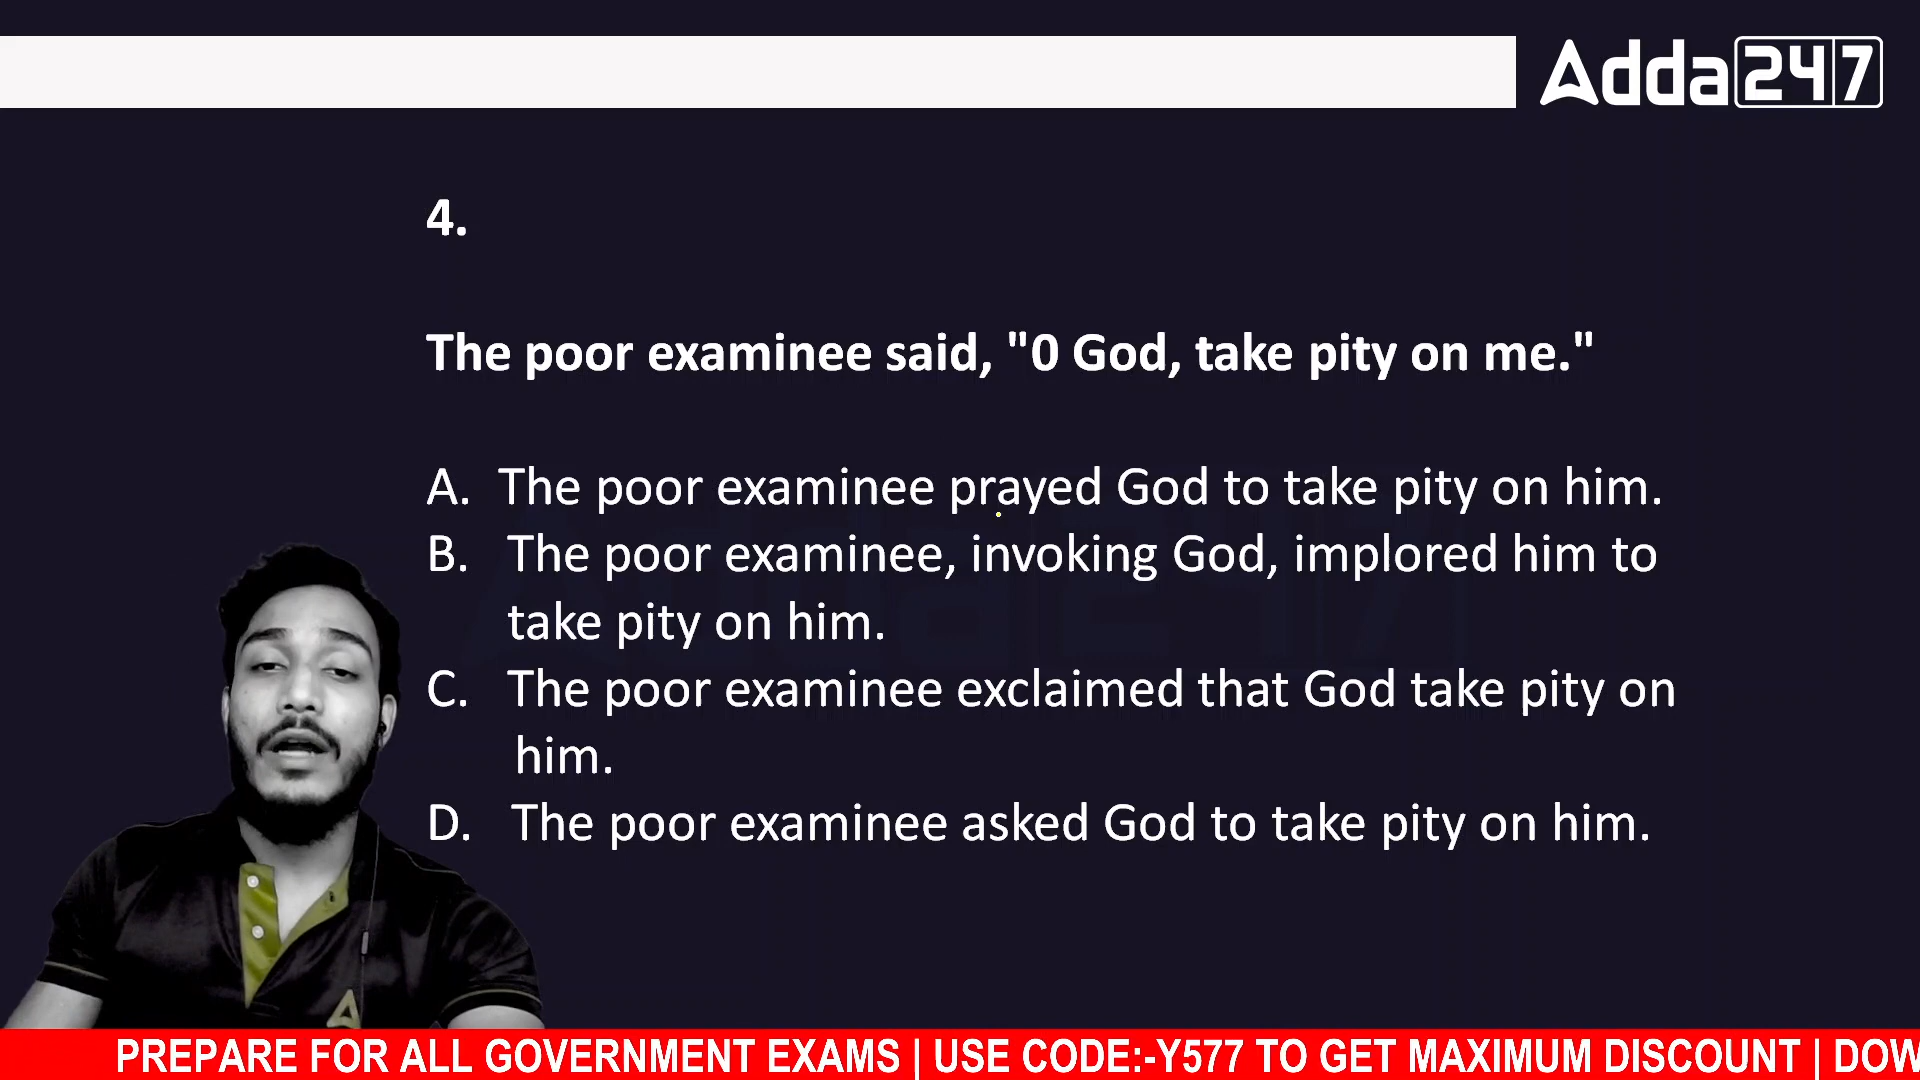 Adda247
4.
The poor examinee said, "0 God, take pity on me."
A. The poor examinee prayed God to take pity on him.
B. The poor examinee, invoking God, implored him to
take pity on him.
C. The poor examinee exclaimed that God take pity on
him.
D. The poor examinee asked God to take pity on him.
PREPARE FOR ALL GOVERNMENT EXAMS | USE CODE:-Y577 TO GET MAXIMUM DISCOUNT | DOW